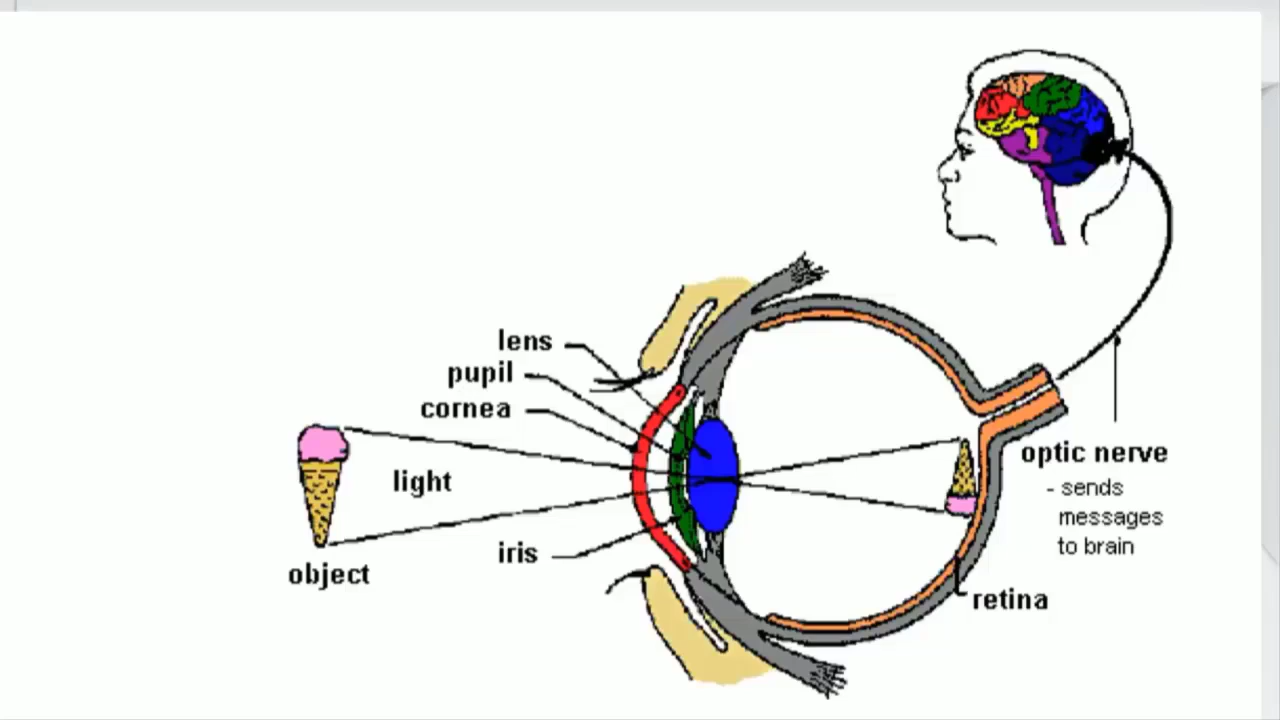 lens
pupil
cornea
light
iris
object
optic nerve
- sends
messages
to brain
retina